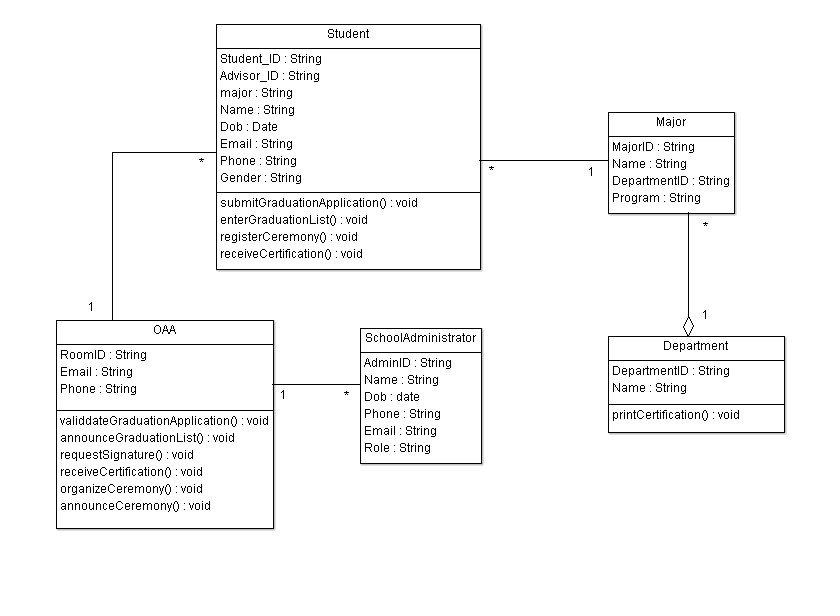 Student
Student_ID : String
Advisor_ID : String
major : String
Name : String
Dob : Date
Email : String
Phone : String
Gender : String
submitGraduationApplication() : void
enterGraduationList() : void
registerCeremony() : void
receiveCertification() : void
*
*
1
Major
MajorID : String
Name : String
DepartmentID : String
Program : String
*
1
1
OAA
RoomID : String
Email : String
Phone : String
validdateGraduationApplication() : void
announceGraduationList() : void
requestSignature() : void
receiveCertification() : void
organizeCeremony() : void
announceCeremony() : void
1
*
SchoolAdministrator
AdminID : String
Name : String
Dob : date
Phone : String
Email : String
Role : String
Department
DepartmentID : String
Name : String
printCertification() : void